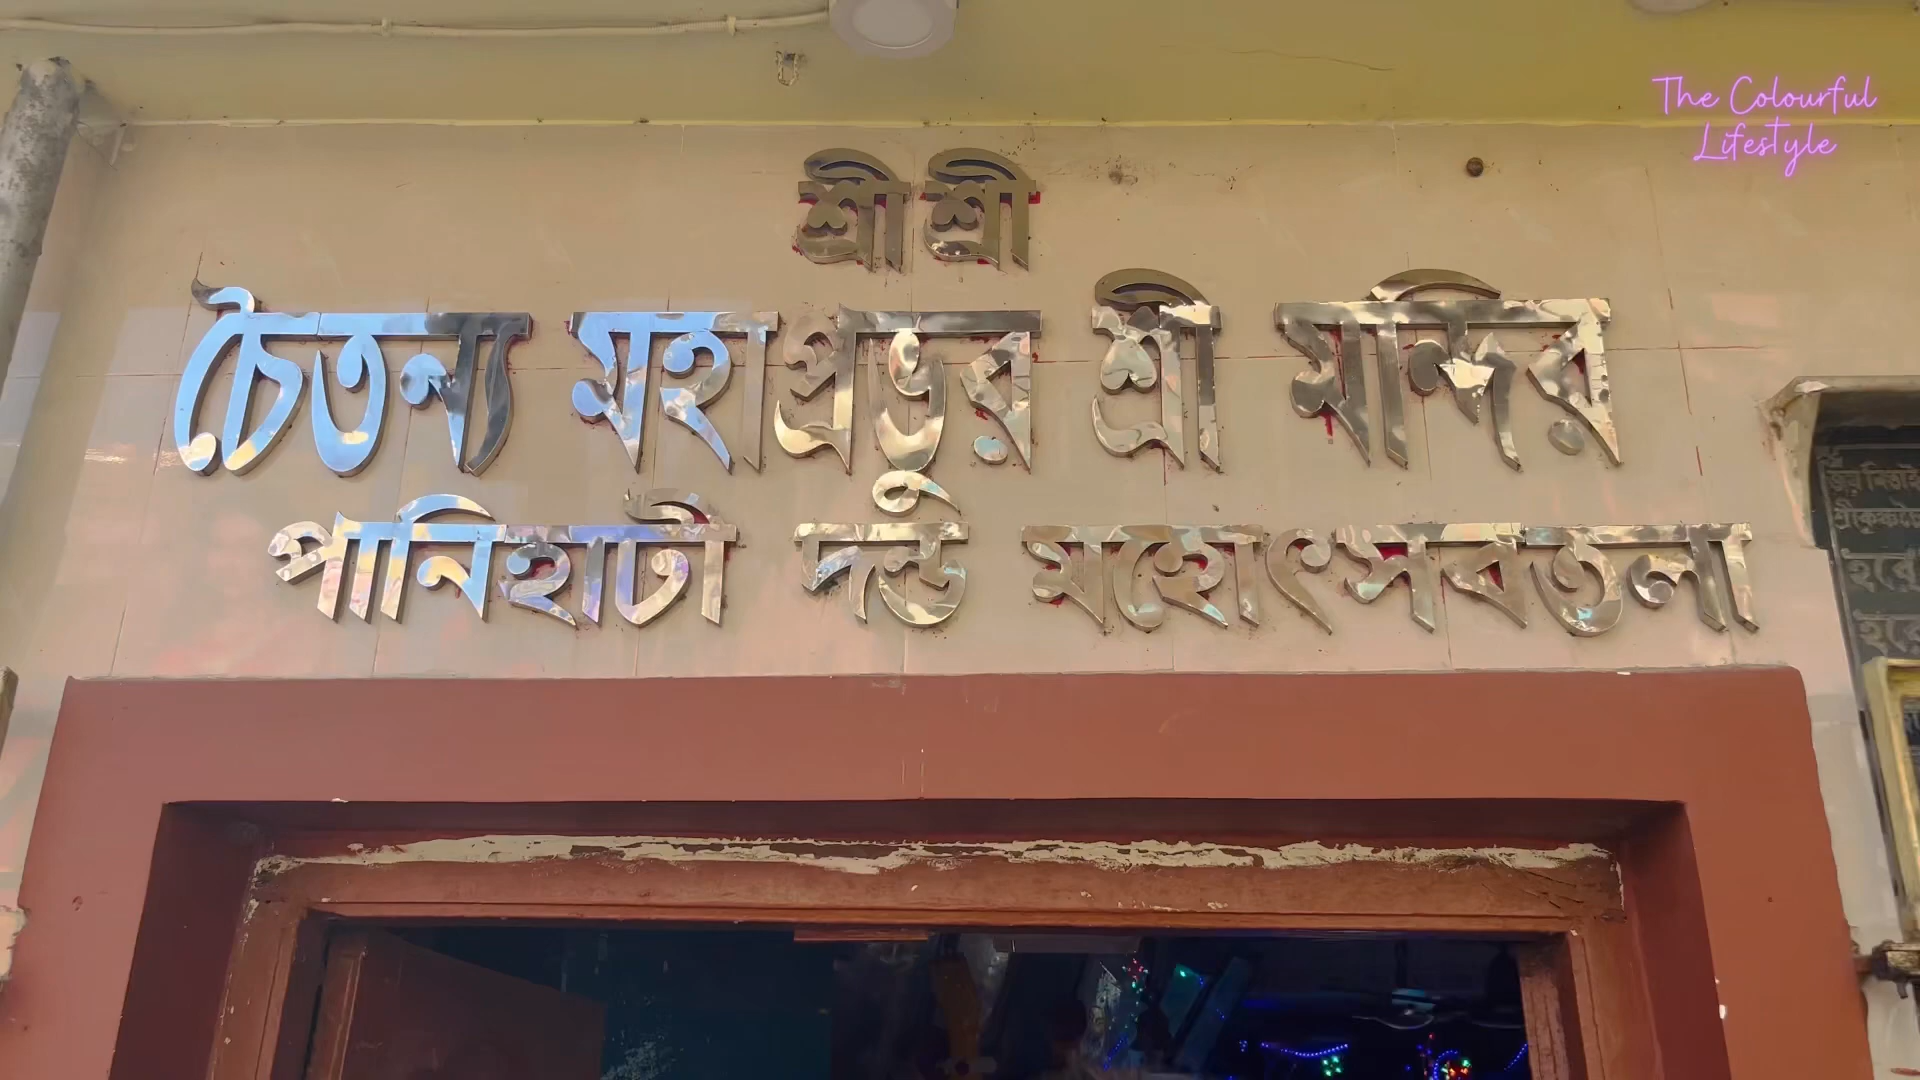 The Colourful
Lifestyle
শ্রী শ্রী
চৈতন্য মহাপ্রভুর শ্রী মন্দির
পানিহাটী দন্ড মহোৎসবতলা